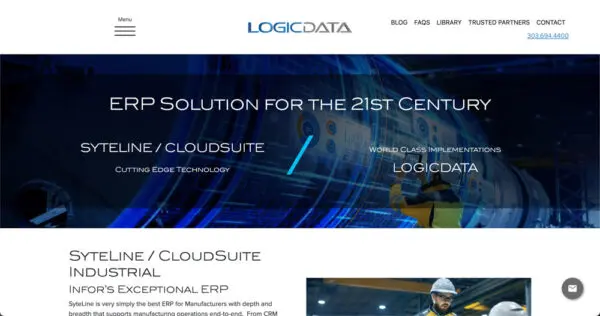 Menu
LOGICDATA
BLOG FAQS LIBRARY TRUSTED PARTNERS CONTACT
303.694.4400
ERP Solution for the 21st Century
SYTELINE / CLOUDSUITE
Cutting Edge Technology
World Class Implementations
LOGICDATA
SyteLine / CloudSuite
Industrial
Infor's Exceptional ERP
SyteLine is very simply the best ERP for Manufacturers with depth and
breadth that supports manufacturing operations end-to-end. From CRM